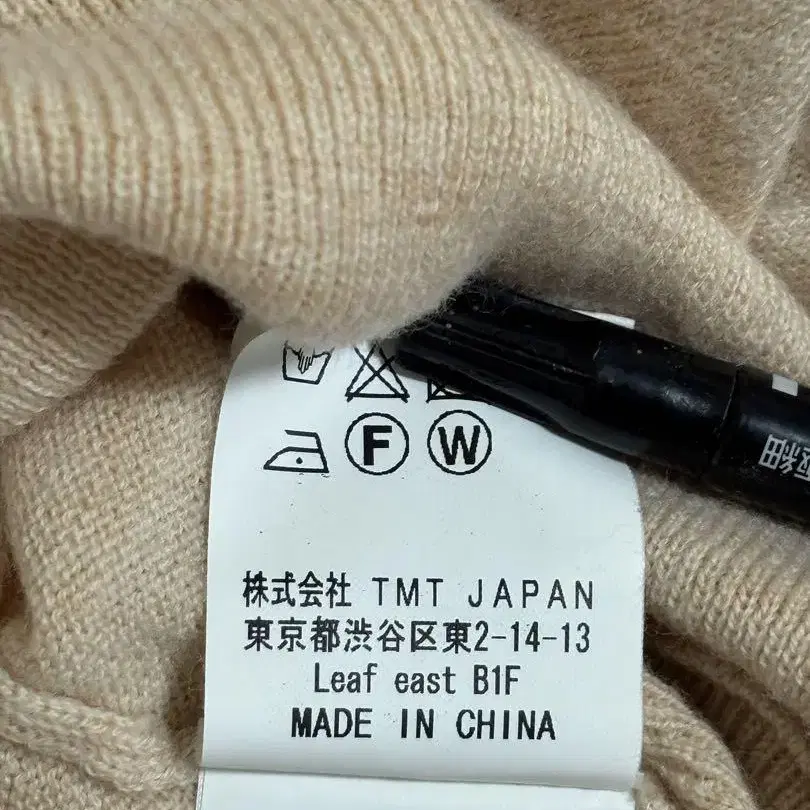 F W
株式会社 TMT JAPAN
東京都渋谷区東2-14-13
Leaf east B1F
MADE IN CHINA
細